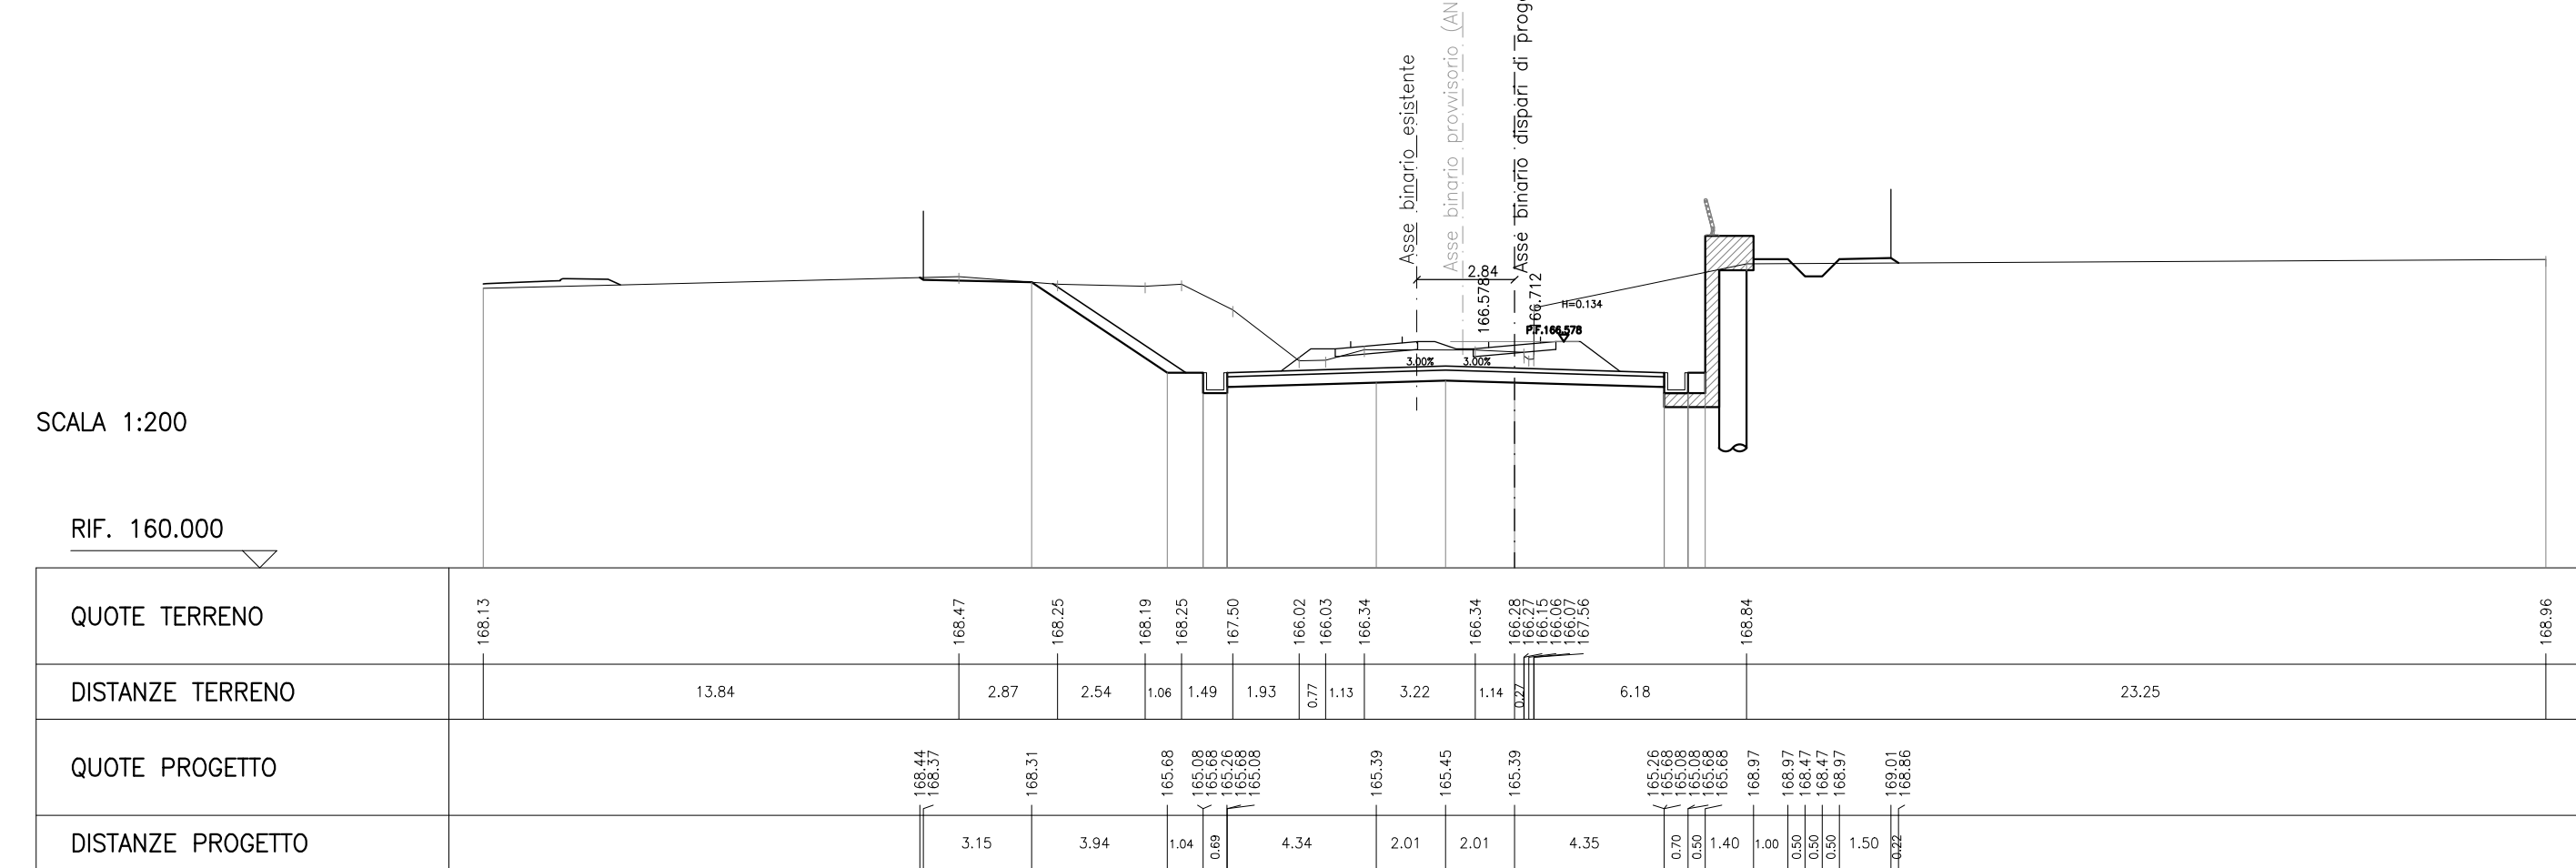 Asse binario esistente
Asse binario provvisorio (AN
Asse binario dispari di prog
2.84
166.578
166.712
H=0.134
P.F.166.578
3.00% 3.00%
SCALA 1:200
RIF. 160.000
QUOTE TERRENO 168.13 168.47 168.25 168.19 168.25 167.50 166.02 166.03 166.34 166.34 166.28 166.27 166.15 166.06 166.07 167.56 168.84 168.96
DISTANZE TERRENO 13.84 2.87 2.54 1.06 1.49 1.93 0.77 1.13 3.22 1.14 0.27 6.18 23.25
QUOTE PROGETTO 168.44 168.37 168.31 165.68 165.08 165.68 165.26 165.68 165.08 165.39 165.45 165.39 165.26 165.68 165.08 165.08 165.68 165.68 168.97 168.97 168.47 168.47 168.97 169.01 168.86
DISTANZE PROGETTO 3.15 3.94 1.04 0.69 4.34 2.01 2.01 4.35 0.70 0.50 1.40 1.00 0.50 0.50 0.50 1.50 0.22